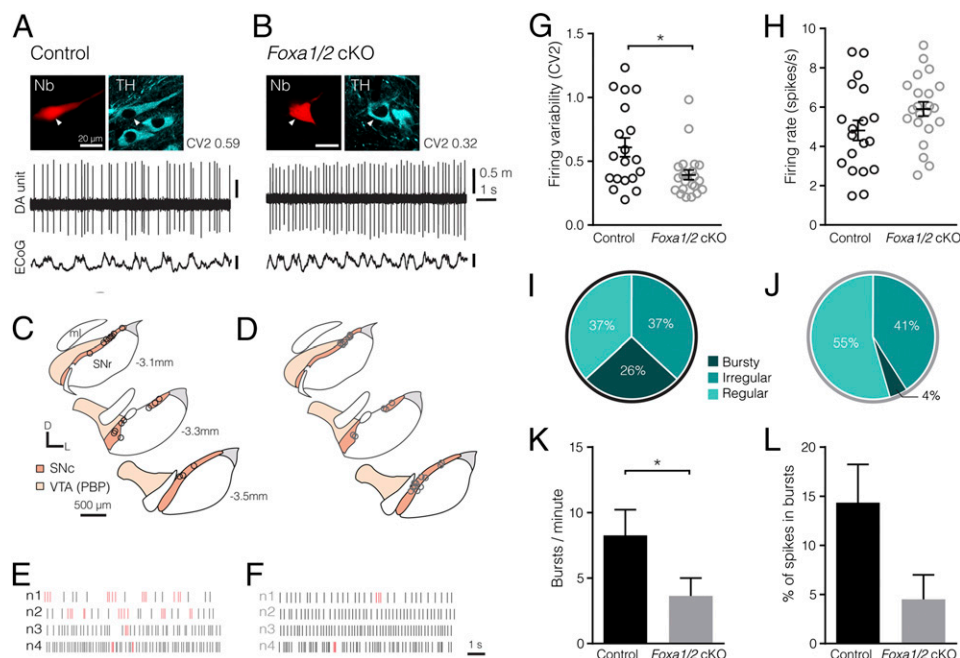 A
Control
Nb
TH
20 µm
CV2 0.59
B
Foxa1/2 cKO
Nb
TH
CV2 0.32
DA unit
0.5 m
1 s
ECoG
C
ml
SNr
-3.1mm
D
-3.3mm
D
L
SNc
VTA (PBP)
-3.5mm
500 µm
E
n1
n2
n3
n4
F
n1
n2
n3
n4
1 s
G
Firing variability (CV2)
1.5
1.0
0.5
0.0
*
Control Foxa1/2 cKO
H
Firing rate (spikes/s)
10
8
6
4
2
0
Control Foxa1/2 cKO
I
37% 37%
26%
Bursty
Irregular
Regular
J
55% 41%
4%
K
Bursts / minute
15
10
5
0
*
Control Foxa1/2 cKO
L
% of spikes in bursts
20
15
10
5
0
Control Foxa1/2 cKO